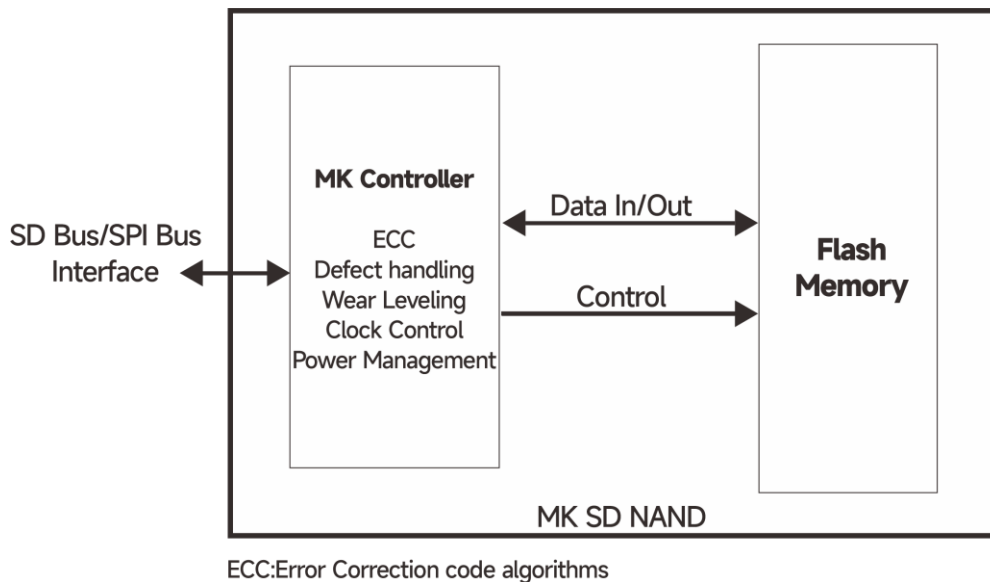 SD Bus/SPI Bus
Interface
MK Controller
ECC
Defect handling
Wear Leveling
Clock Control
Power Management
Data In/Out
Control
Flash
Memory
MK SD NAND
ECC:Error Correction code algorithms